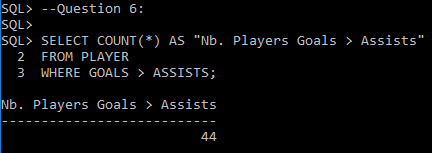 SQL> --Question 6:
SQL>
SQL> SELECT COUNT(*) AS "Nb. Players Goals > Assists"
2 FROM PLAYER
3 WHERE GOALS > ASSISTS;
Nb. Players Goals > Assists
---------------------------
44